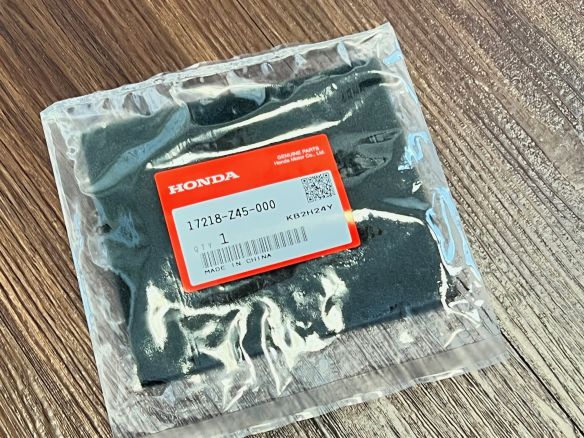 GENUINE PARTS
Honda Motor Co., Ltd.
HONDA
17218-Z45-000
KB2H24Y
QTY 1
MADE IN CHINA